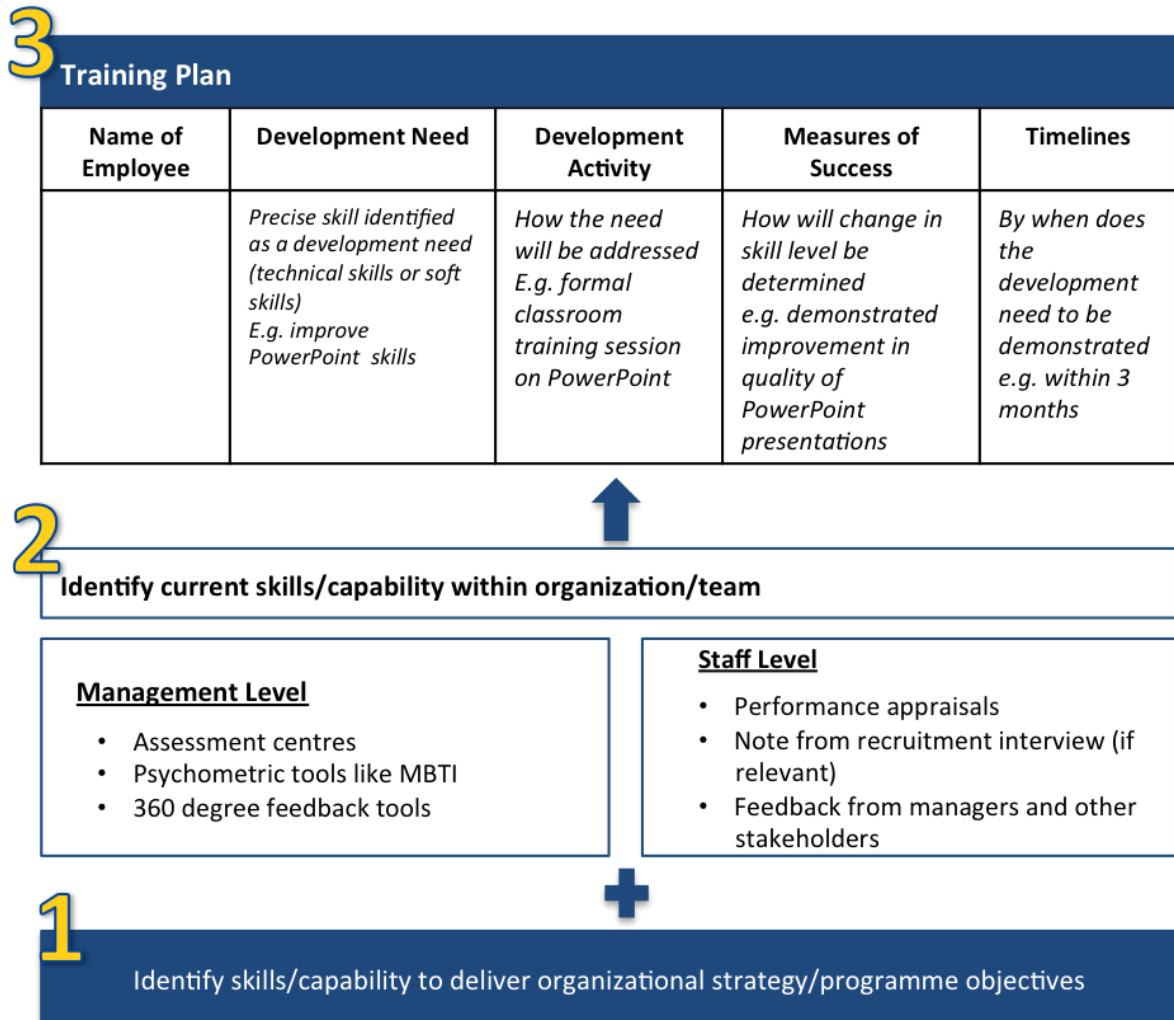 3
Training Plan
Name of
Employee
Development Need
Development
Activity
Measures of
Success
Timelines
Precise skill identified
as a development need
(technical skills or soft
skills)
E.g. improve
PowerPoint skills
How the need
will be addressed
E.g. formal
classroom
training session
on PowerPoint
How will change in
skill level be
determined
e.g. demonstrated
improvement in
quality of
PowerPoint
presentations
By when does
the
development
need to be
demonstrated
e.g. within 3
months
2
Identify current skills/capability within organization/team
Management Level
• Assessment centres
• Psychometric tools like MBTI
• 360 degree feedback tools
Staff Level
• Performance appraisals
• Note from recruitment interview (if
relevant)
• Feedback from managers and other
stakeholders
1
Identify skills/capability to deliver organizational strategy/programme objectives